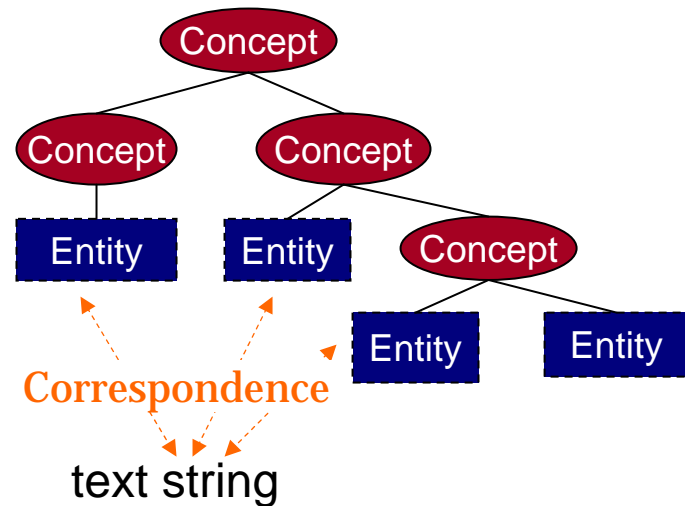 Concept
Concept
Concept
Entity
Entity
Concept
Entity
Entity
Correspondence
text string